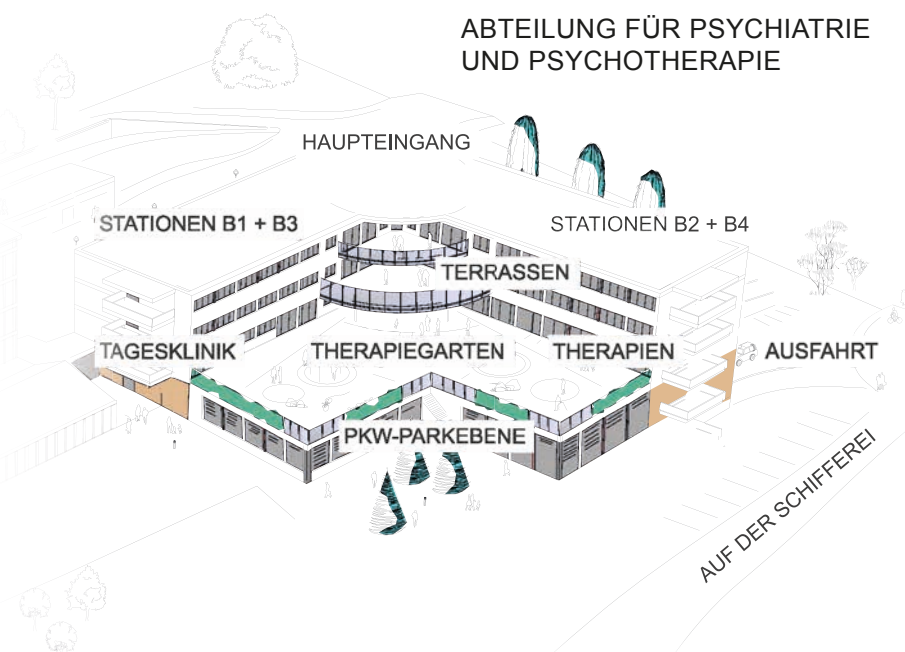 ABTEILUNG FÜR PSYCHIATRIE
UND PSYCHOTHERAPIE
HAUPTEINGANG
STATIONEN B1 + B3
STATIONEN B2 + B4
TERRASSEN
TAGESKLINIK
THERAPIEGARTEN
THERAPIEN
AUSFAHRT
PKW-PARKEBENE
AUF DER SCHIFFEREI